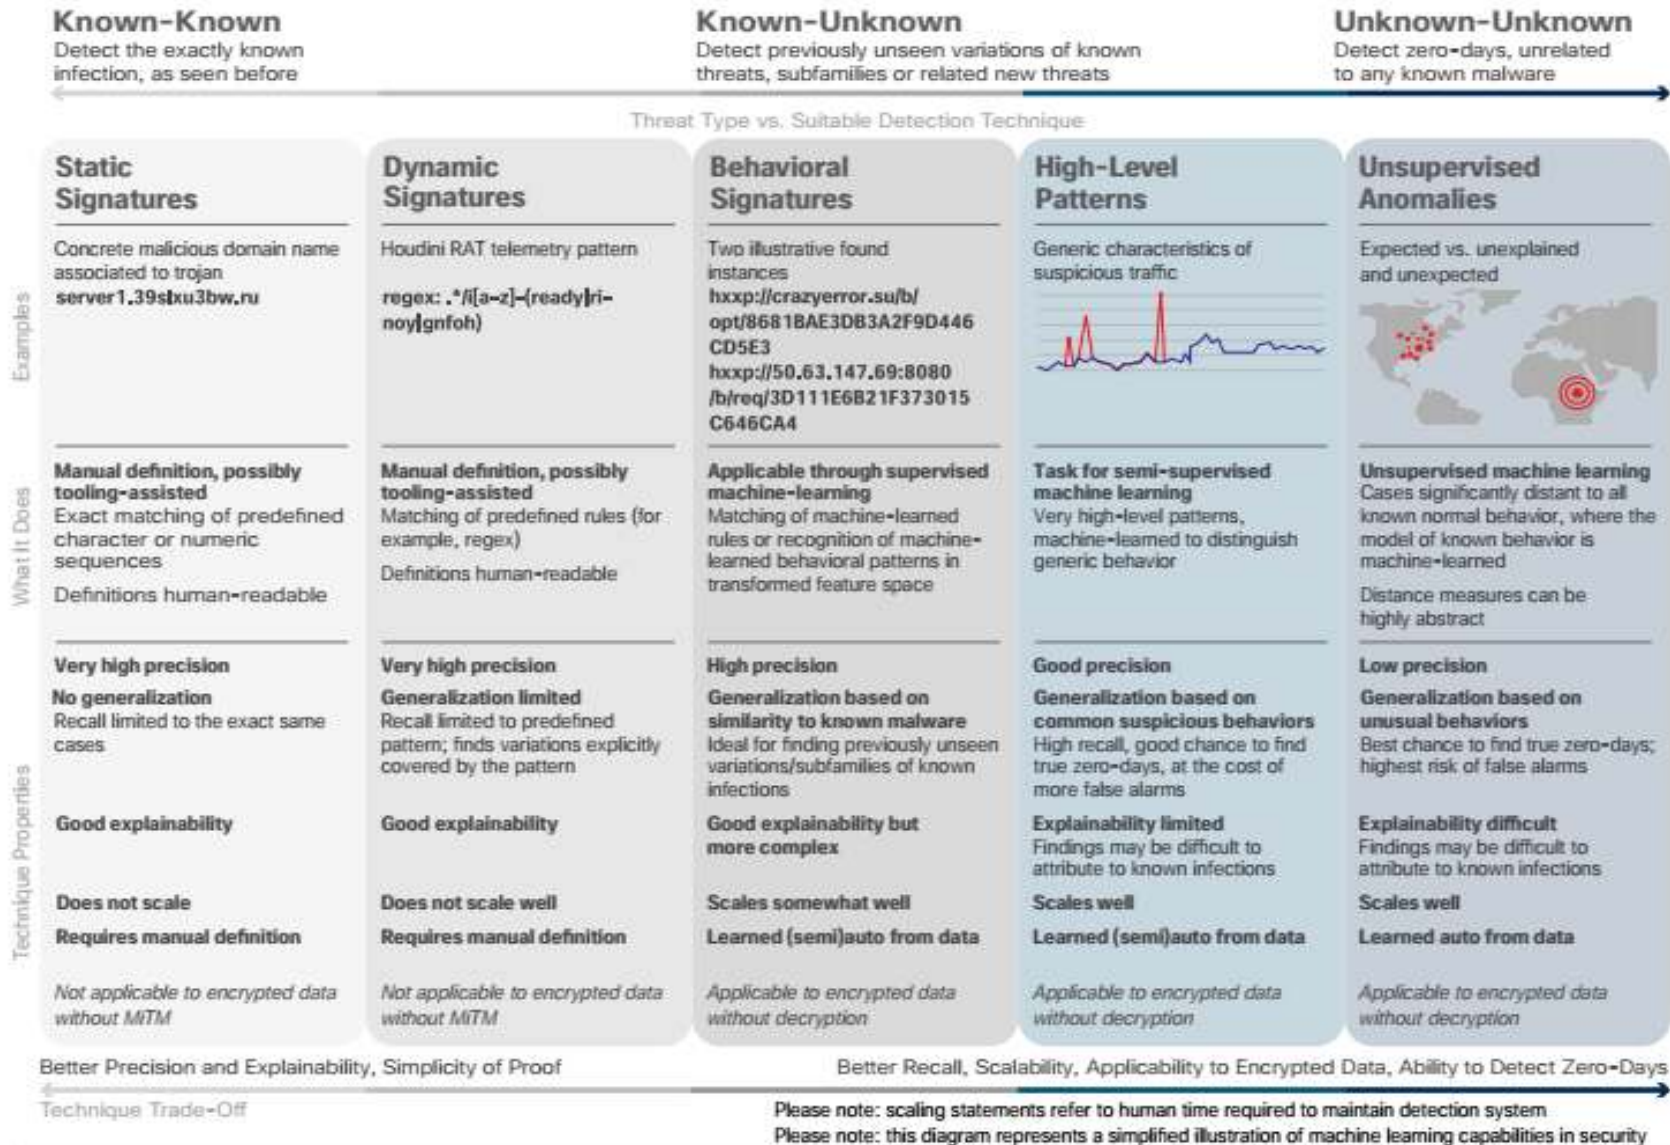 Known-Known
Detect the exactly known
infection, as seen before
Known-Unknown
Detect previously unseen variations of known
threats, subfamilies or related new threats
Unknown-Unknown
Detect zero-days, unrelated
to any known malware
Threat Type vs. Suitable Detection Technique
Static
Signatures
Dynamic
Signatures
Behavioral
Signatures
High-Level
Patterns
Unsupervised
Anomalies
Examples
Concrete malicious domain name
associated to trojan
server1.39slxu3bw.ru
Houdini RAT telemetry pattern
regex: .*/i[a-z]-(ready|ri-
noy|gnfoh)
Two illustrative found
instances
hxxp://crazyerror.su/b/
opt/8681BAE3DB3A2F9D446
CD5E3
hxxp://50.63.147.69:8080
/b/req/3D111E6B21F373015
C646CA4
Generic characteristics of
suspicious traffic
Expected vs. unexplained
and unexpected
What It Does
Manual definition, possibly
tooling-assisted
Exact matching of predefined
character or numeric
sequences
Definitions human-readable
Manual definition, possibly
tooling-assisted
Matching of predefined rules (for
example, regex)
Definitions human-readable
Applicable through supervised
machine-learning
Matching of machine-learned
rules or recognition of machine-
learned behavioral patterns in
transformed feature space
Task for semi-supervised
machine learning
Very high-level patterns,
machine-learned to distinguish
generic behavior
Unsupervised machine learning
Cases significantly distant to all
known normal behavior, where the
model of known behavior is
machine-learned
Distance measures can be
highly abstract
Technique Properties
Very high precision
No generalization
Recall limited to the exact same
cases
Good explainability
Does not scale
Requires manual definition
Not applicable to encrypted data
without MiTM
Very high precision
Generalization limited
Recall limited to predefined
pattern; finds variations explicitly
covered by the pattern
Good explainability
Does not scale well
Requires manual definition
Not applicable to encrypted data
without MiTM
High precision
Generalization based on
similarity to known malware
Ideal for finding previously unseen
variations/subfamilies of known
infections
Good explainability but
more complex
Scales somewhat well
Learned (semi)auto from data
Applicable to encrypted data
without decryption
Good precision
Generalization based on
common suspicious behaviors
High recall, good chance to find
true zero-days, at the cost of
more false alarms
Explainability limited
Findings may be difficult to
attribute to known infections
Scales well
Learned (semi)auto from data
Applicable to encrypted data
without decryption
Low precision
Generalization based on
unusual behaviors
Best chance to find true zero-days;
highest risk of false alarms
Explainability difficult
Findings may be difficult to
attribute to known infections
Scales well
Learned auto from data
Applicable to encrypted data
without decryption
Better Precision and Explainability, Simplicity of Proof
Better Recall, Scalability, Applicability to Encrypted Data, Ability to Detect Zero-Days
Technique Trade-Off
Please note: scaling statements refer to human time required to maintain detection system
Please note: this diagram represents a simplified illustration of machine learning capabilities in security